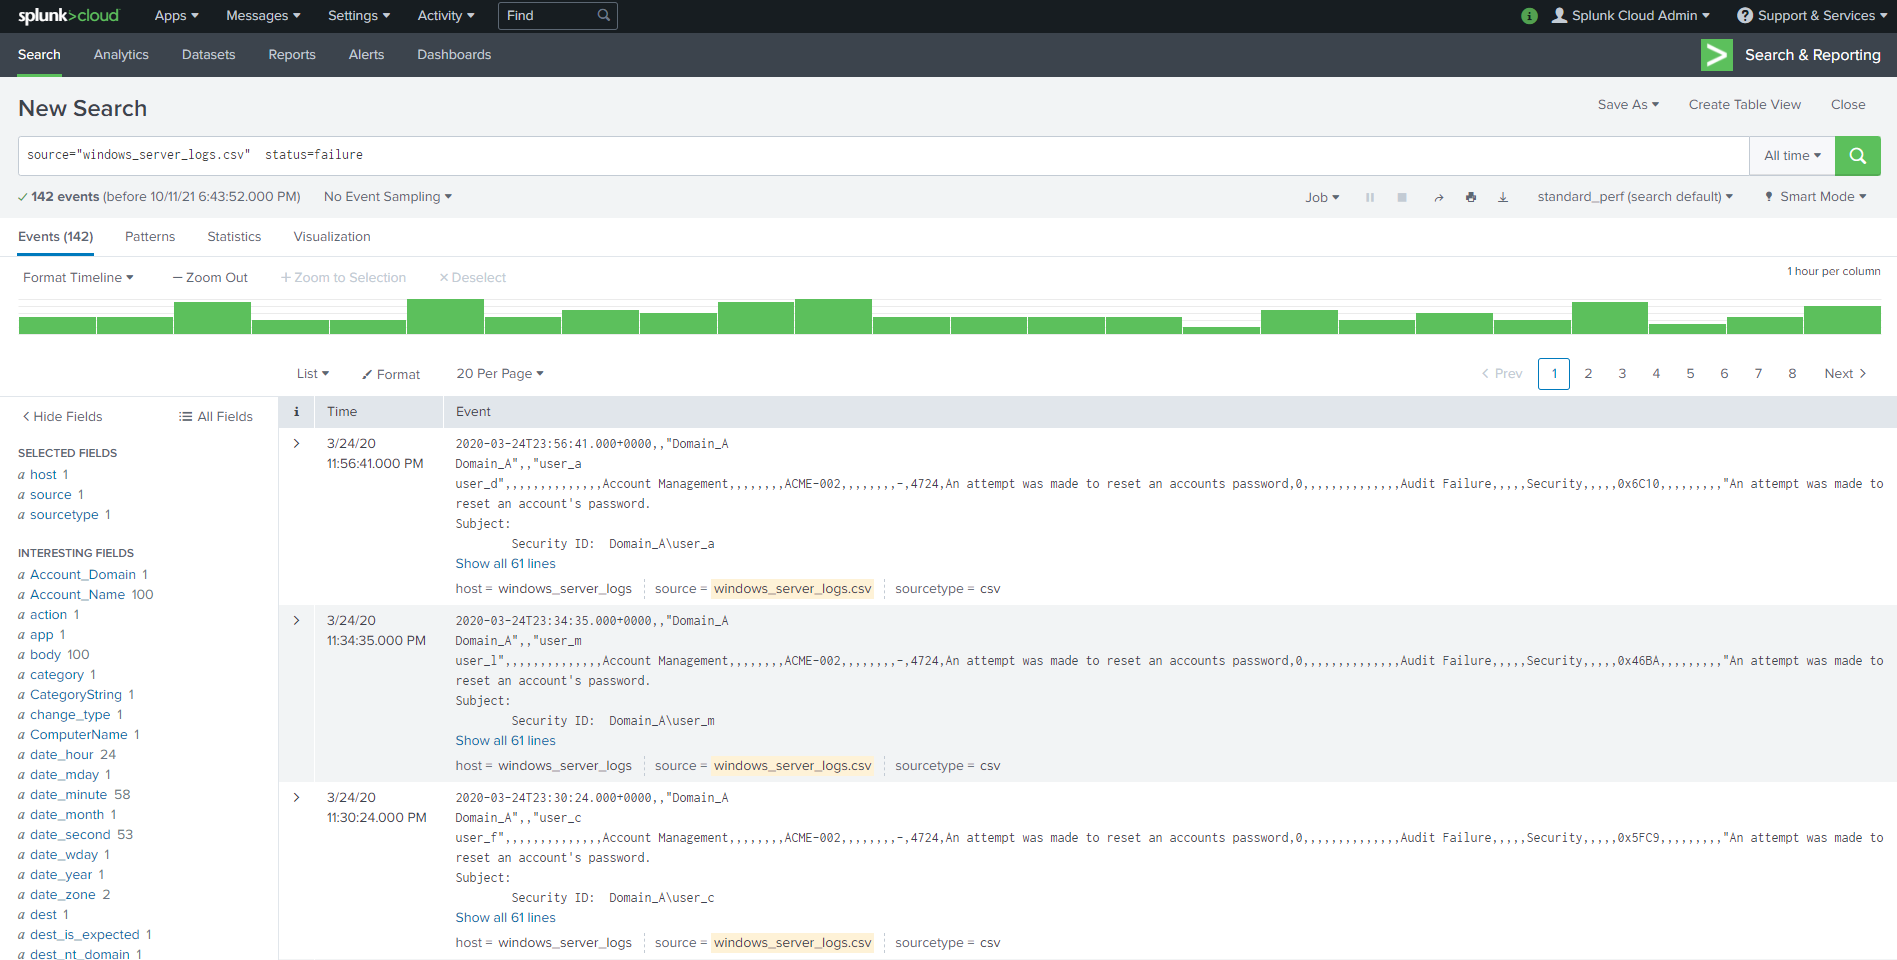 splunk>cloud Apps Messages Settings Activity Find i Splunk Cloud Admin ? Support & Services
Search Analytics Datasets Reports Alerts Dashboards > Search & Reporting
New Search Save As Create Table View Close
source="windows_server_logs.csv"  status=failure All time
✓ 142 events (before 10/11/21 6:43:52.000 PM) No Event Sampling Job standard_perf (search default) Smart Mode
Events (142) Patterns Statistics Visualization
Format Timeline — Zoom Out + Zoom to Selection × Deselect 1 hour per column
List Format 20 Per Page < Prev 1 2 3 4 5 6 7 8 Next >
< Hide Fields All Fields
SELECTED FIELDS
a host 1
a source 1
a sourcetype 1
INTERESTING FIELDS
a Account_Domain 1
a Account_Name 100
a action 1
a app 1
a body 100
a category 1
a CategoryString 1
a change_type 1
a ComputerName 1
a date_hour 24
a date_mday 1
a date_minute 58
a date_month 1
a date_second 53
a date_wday 1
a date_year 1
a date_zone 2
a dest 1
a dest_is_expected 1
a dest_nt_domain 1
i Time Event
> 3/24/20
11:56:41.000 PM
2020-03-24T23:56:41.000+0000,,"Domain_A
Domain_A",,"user_a
user_d",,,,,,,,,,,,,,Account Management,,,,,,,,ACME-002,,,,,,,,-,4724,An attempt was made to reset an accounts password,0,,,,,,,,,,,,,,Audit Failure,,,,,Security,,,,,0x6C10,,,,,,,,,"An attempt was made to
reset an account's password.
Subject:
Security ID:  Domain_A\user_a
Show all 61 lines
host = windows_server_logs source = windows_server_logs.csv sourcetype = csv
> 3/24/20
11:34:35.000 PM
2020-03-24T23:34:35.000+0000,,"Domain_A
Domain_A",,"user_m
user_l",,,,,,,,,,,,,,Account Management,,,,,,,,ACME-002,,,,,,,,-,4724,An attempt was made to reset an accounts password,0,,,,,,,,,,,,,,Audit Failure,,,,,Security,,,,,0x46BA,,,,,,,,,"An attempt was made to
reset an account's password.
Subject:
Security ID:  Domain_A\user_m
Show all 61 lines
host = windows_server_logs source = windows_server_logs.csv sourcetype = csv
> 3/24/20
11:30:24.000 PM
2020-03-24T23:30:24.000+0000,,"Domain_A
Domain_A",,"user_c
user_f",,,,,,,,,,,,,,Account Management,,,,,,,,ACME-002,,,,,,,,-,4724,An attempt was made to reset an accounts password,0,,,,,,,,,,,,,,Audit Failure,,,,,Security,,,,,0x5FC9,,,,,,,,,"An attempt was made to
reset an account's password.
Subject:
Security ID:  Domain_A\user_c
Show all 61 lines
host = windows_server_logs source = windows_server_logs.csv sourcetype = csv